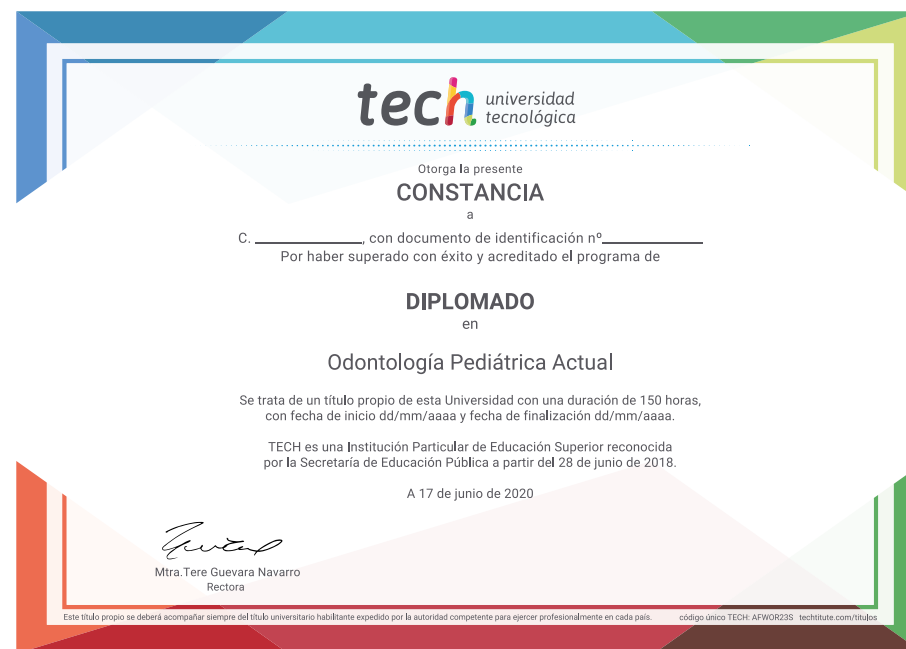 tech universidad
tecnológica
Otorga la presente
CONSTANCIA
a
C. ______________, con documento de identificación nº_____________
Por haber superado con éxito y acreditado el programa de
DIPLOMADO
en
Odontología Pediátrica Actual
Se trata de un título propio de esta Universidad con una duración de 150 horas,
con fecha de inicio dd/mm/aaaa y fecha de finalización dd/mm/aaaa.
TECH es una Institución Particular de Educación Superior reconocida
por la Secretaría de Educación Pública a partir del 28 de junio de 2018.
A 17 de junio de 2020
Mtra.Tere Guevara Navarro
Rectora
Este título propio se deberá acompañar siempre del título universitario habilitante expedido por la autoridad competente para ejercer profesionalmente en cada país. código único TECH: AFWOR23S techtitute.com/titulos